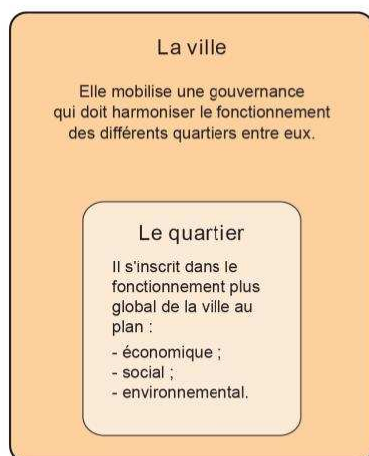 La ville
Elle mobilise une gouvernance
qui doit harmoniser le fonctionnement
des différents quartiers entre eux.
Le quartier
Il s'inscrit dans le
fonctionnement plus
global de la ville au
plan :
- économique ;
- social ;
- environnemental.